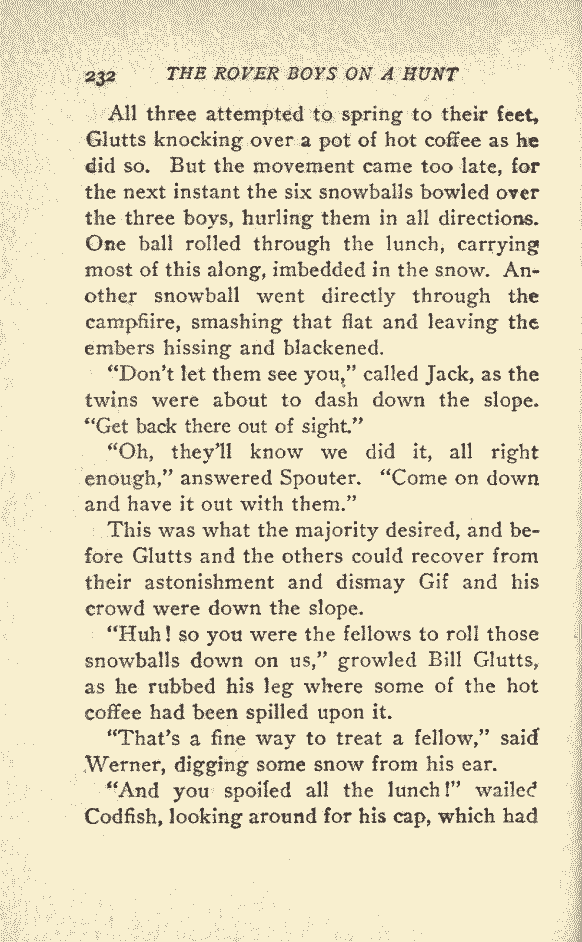 232 THE ROVER BOYS ON A HUNT
All three attempted to spring to their feet,
Glutts knocking over a pot of hot coffee as he
did so. But the movement came too late, for
the next instant the six snowballs bowled over
the three boys, hurling them in all directions.
One ball rolled through the lunch, carrying
most of this along, imbedded in the snow. An-
other snowball went directly through the
campfiire, smashing that flat and leaving the
embers hissing and blackened.
“Don’t let them see you,” called Jack, as the
twins were about to dash down the slope.
“Get back there out of sight.”
“Oh, they’ll know we did it, all right
enough,” answered Spouter. “Come on down
and have it out with them.”
This was what the majority desired, and be-
fore Glutts and the others could recover from
their astonishment and dismay Gif and his
crowd were down the slope.
“Huh! so you were the fellows to roll those
snowballs down on us,” growled Bill Glutts,
as he rubbed his leg where some of the hot
coffee had been spilled upon it.
“That’s a fine way to treat a fellow,” said
Werner, digging some snow from his ear.
“And you spoiled all the lunch!” wailed
Codfish, looking around for his cap, which had